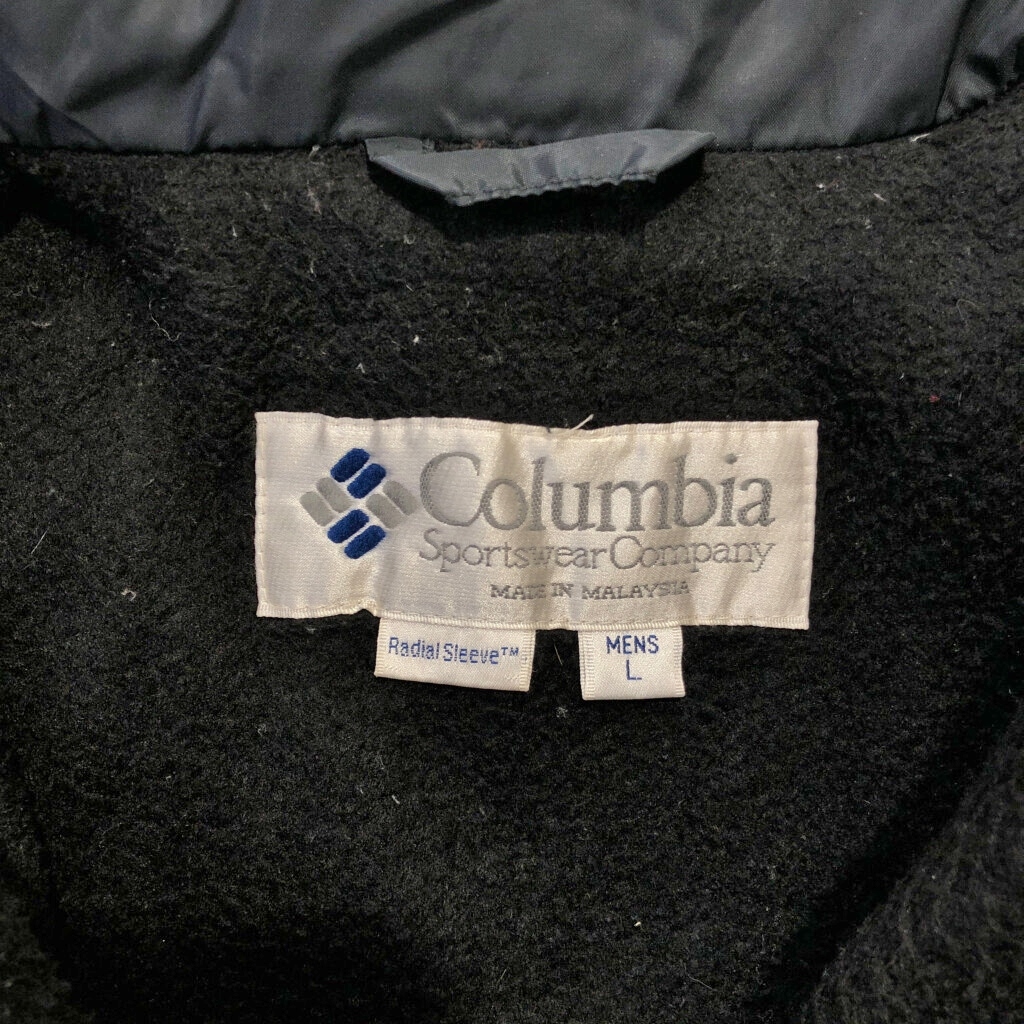 Columbia
Sportswear Company
MADE IN MALAYSIA
Radial Sleeve™
MENS
L